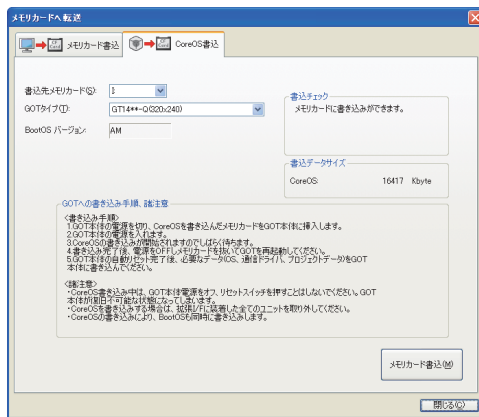 メモリカードへ転送
メモリカード書込
CoreOS書込
書込先メモリカード(S):
GOTタイプ(T): GT14**-Q(320x240)
BootOS バージョン: AM
書込チェック
メモリカードに書き込みができます。
書込データサイズ
CoreOS: 16417 Kbyte
GOTへの書き込み手順、諸注意
<書き込み手順>
1.GOT本体の電源を切り、CoreOSを書き込んだメモリカードをGOT本体に挿入します。
2.GOT本体の電源を入れます。
3.CoreOSの書き込みが開始されますのでしばらく待ちます。
4.書き込み完了後、電源をOFFしメモリカードを抜いてGOTを再起動してください。
5.GOT本体の自動リセット完了後、必要なデータ(OS、通信ドライバ、プロジェクトデータ)をGOT
本体に書き込んでください。
<諸注意>
・CoreOS書き込み中は、GOT本体電源をオフ、リセットスイッチを押すことはしないでください。GOT
本体が復旧不可能な状態になってしまいます。
・CoreOSを書き込みする場合は、拡張I/Fに装着した全てのユニットを取り外してください。
・CoreOSの書き込みにより、BootOSも同時に書き込みします。
メモリカード書込(M)
閉じる(C)